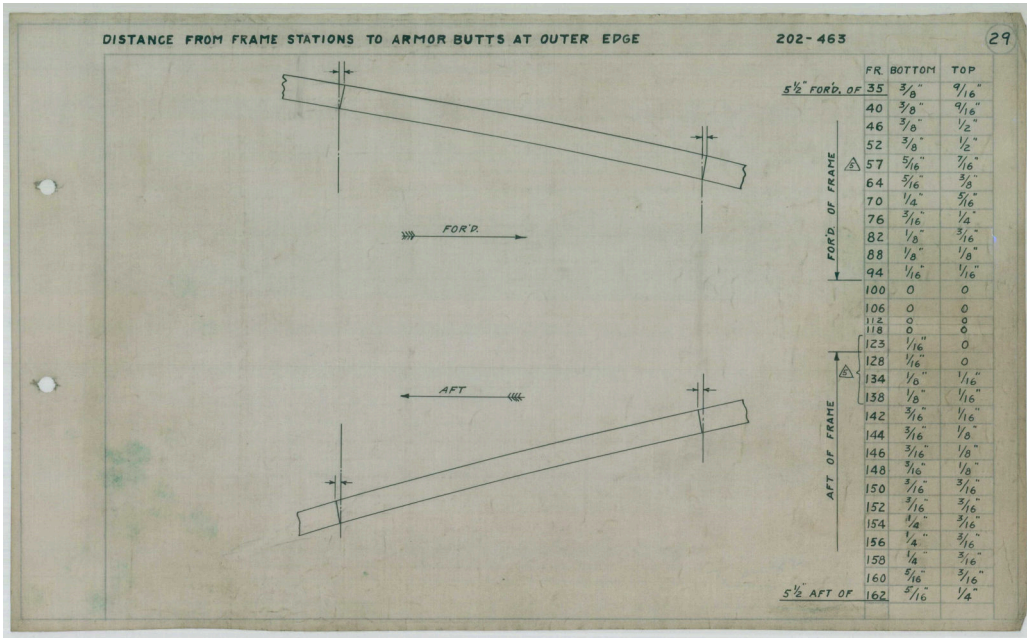 DISTANCE FROM FRAME STATIONS TO ARMOR BUTTS AT OUTER EDGE 202-463 29
FR. BOTTOM TOP
5 1/2" FOR'D. OF 35 3/8" 9/16"
40 3/8" 9/16"
46 3/8" 1/2"
52 3/8" 1/2"
57 5/16" 7/16"
64 5/16" 3/8"
70 1/4" 5/16"
76 3/16" 1/4"
82 1/8" 3/16"
88 1/8" 1/8"
94 1/16" 1/16"
FOR'D. OF FRAME
FOR'D.
100 0 0
106 0 0
112 0 0
118 0 0
123 1/16" 0
128 1/16" 0
134 1/8" 1/16"
138 1/8" 1/16"
AFT
142 3/16" 1/16"
144 3/16" 1/8"
146 3/16" 1/8"
148 3/16" 1/8"
150 3/16" 3/16"
152 3/16" 3/16"
154 1/4" 3/16"
156 1/4" 3/16"
158 1/4" 3/16"
160 5/16" 3/16"
AFT OF FRAME
5 1/2" AFT OF 162 5/16" 1/4"